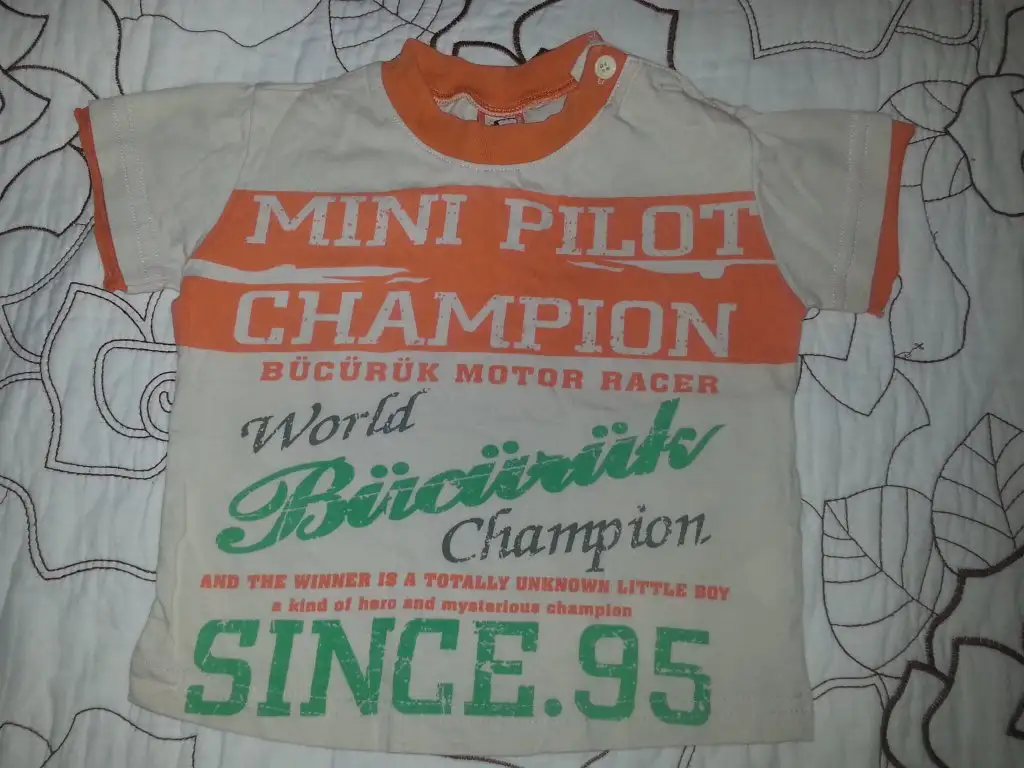 MINI PILOT
CHAMPION
BÜCÜRÜK MOTOR RACER
World
Bücürük
Champion.
AND THE WINNER IS A TOTALLY UNKNOWN LITTLE BOY
a kind of hero and mysterious champion
SINCE.95